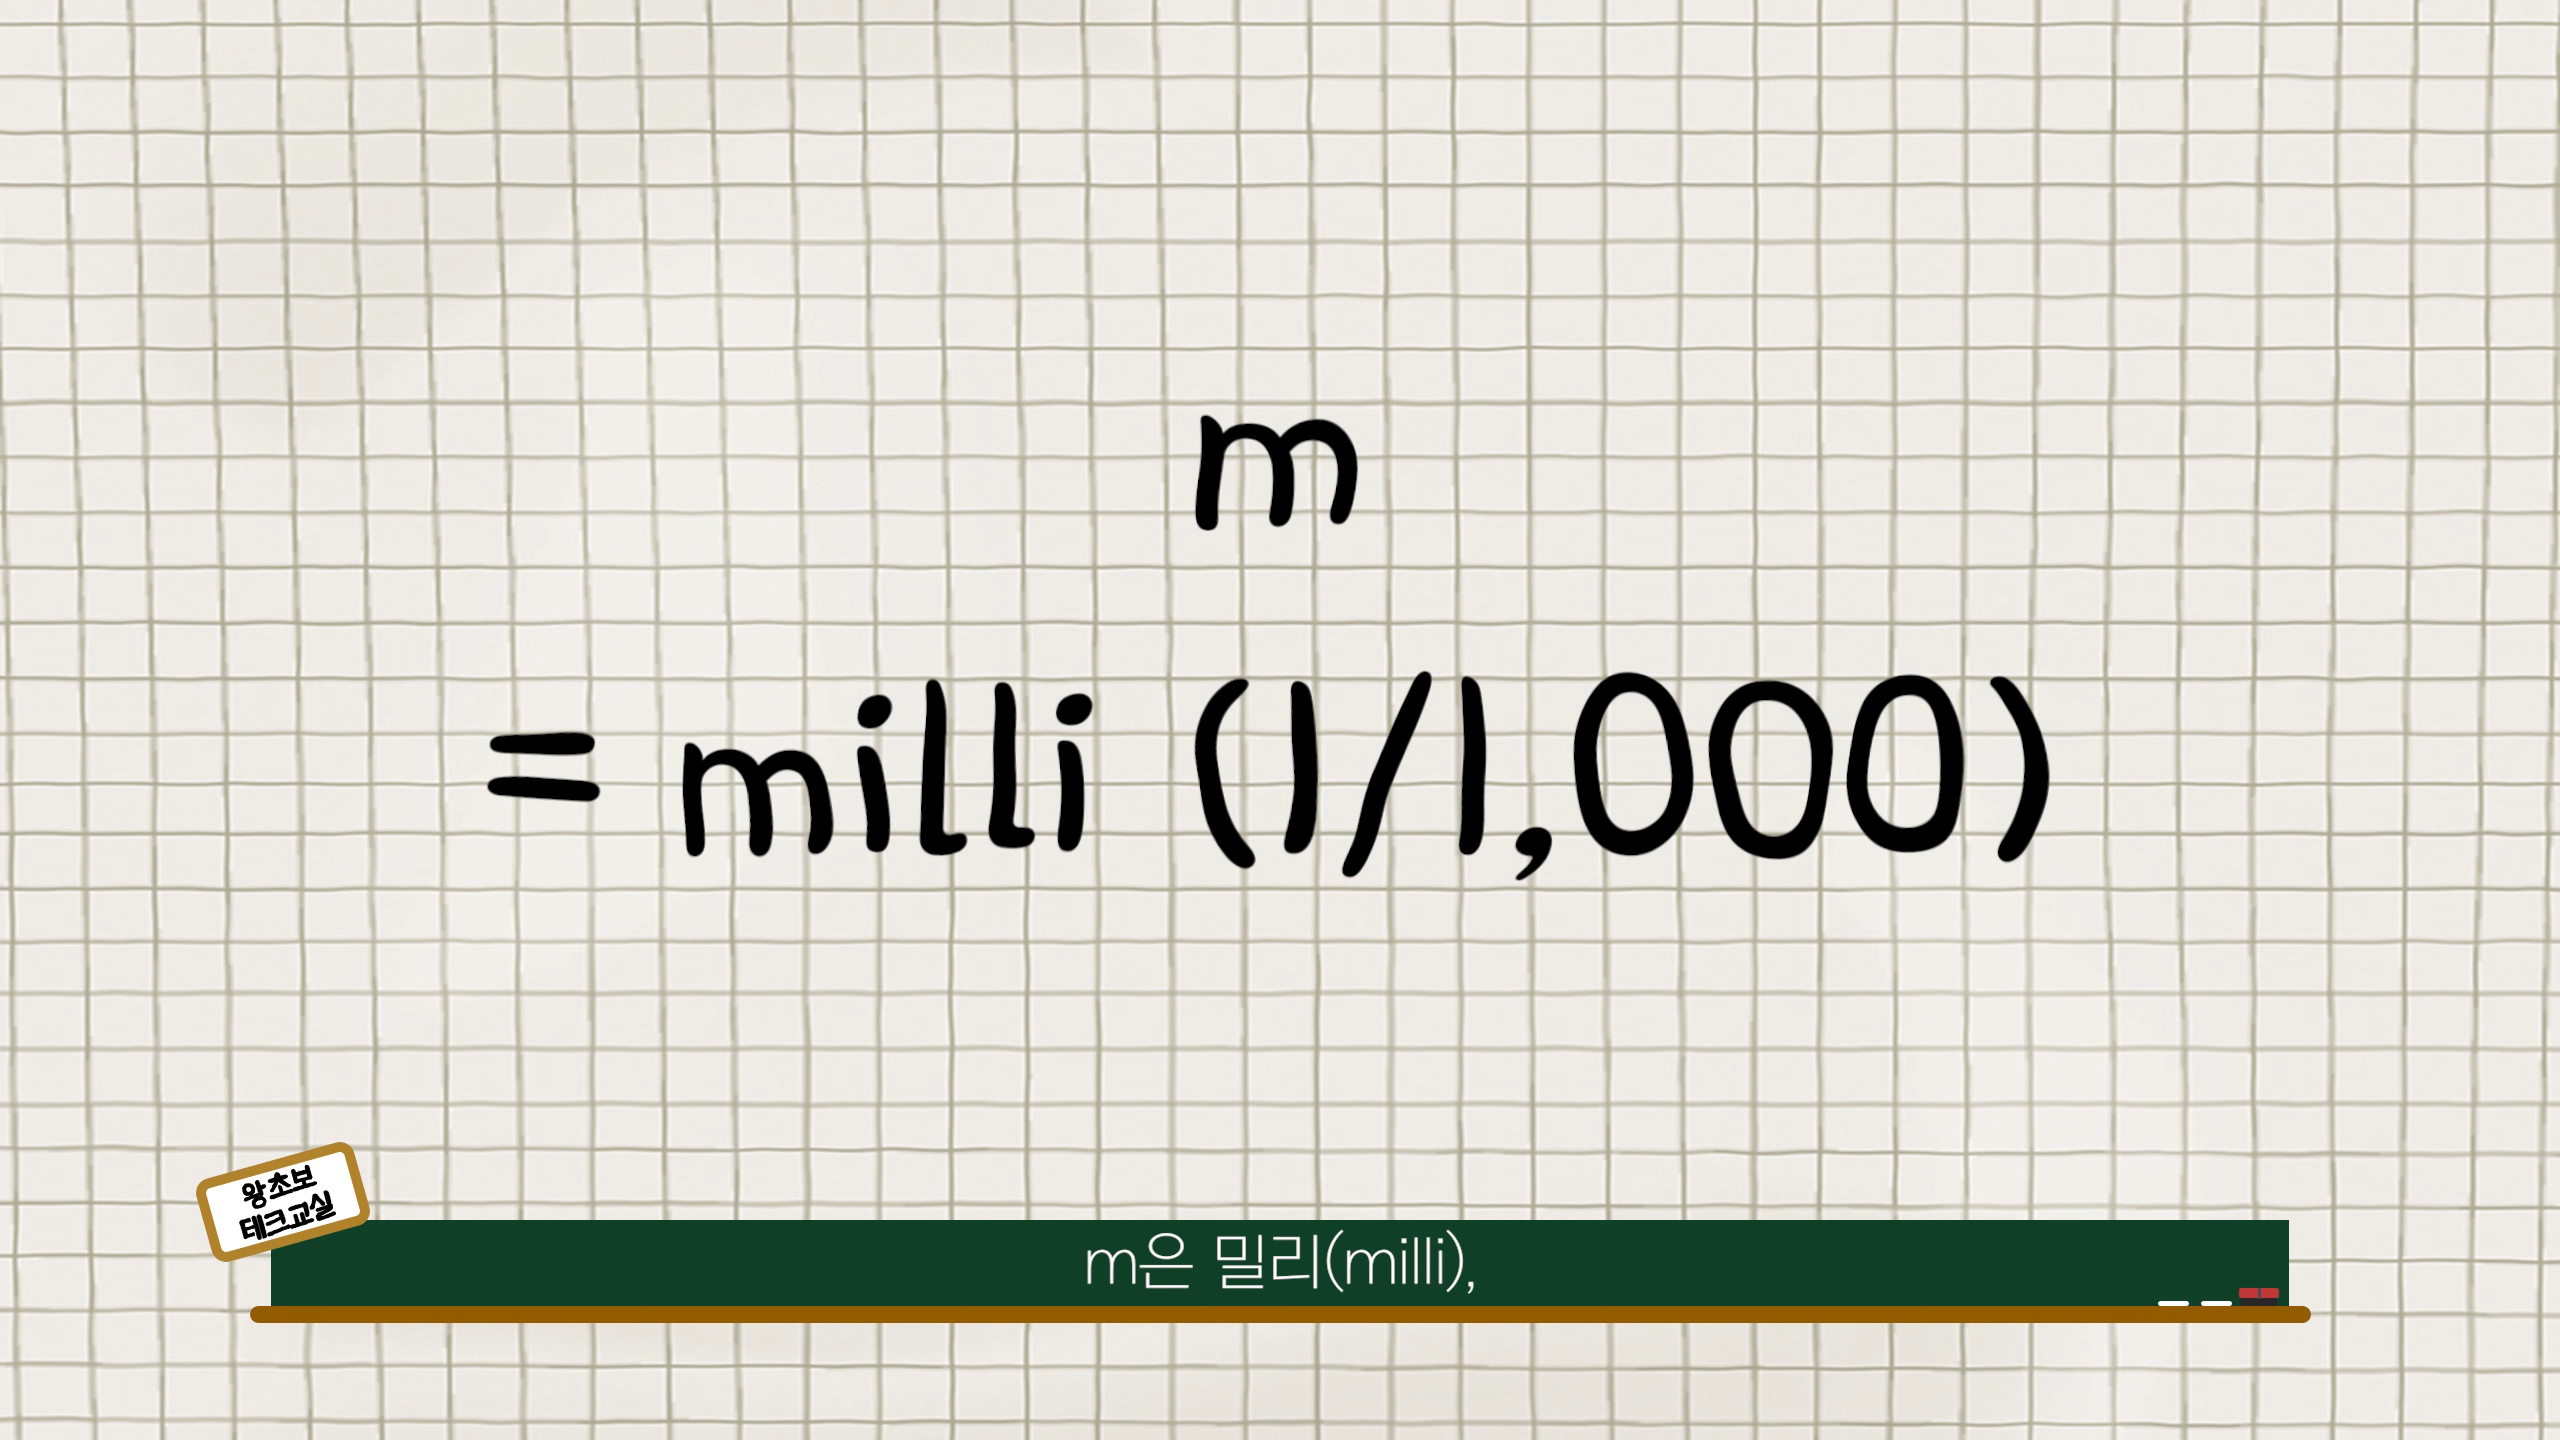 m
= milli (1/1,000)
왕초보
테크교실
m은 밀리(milli),